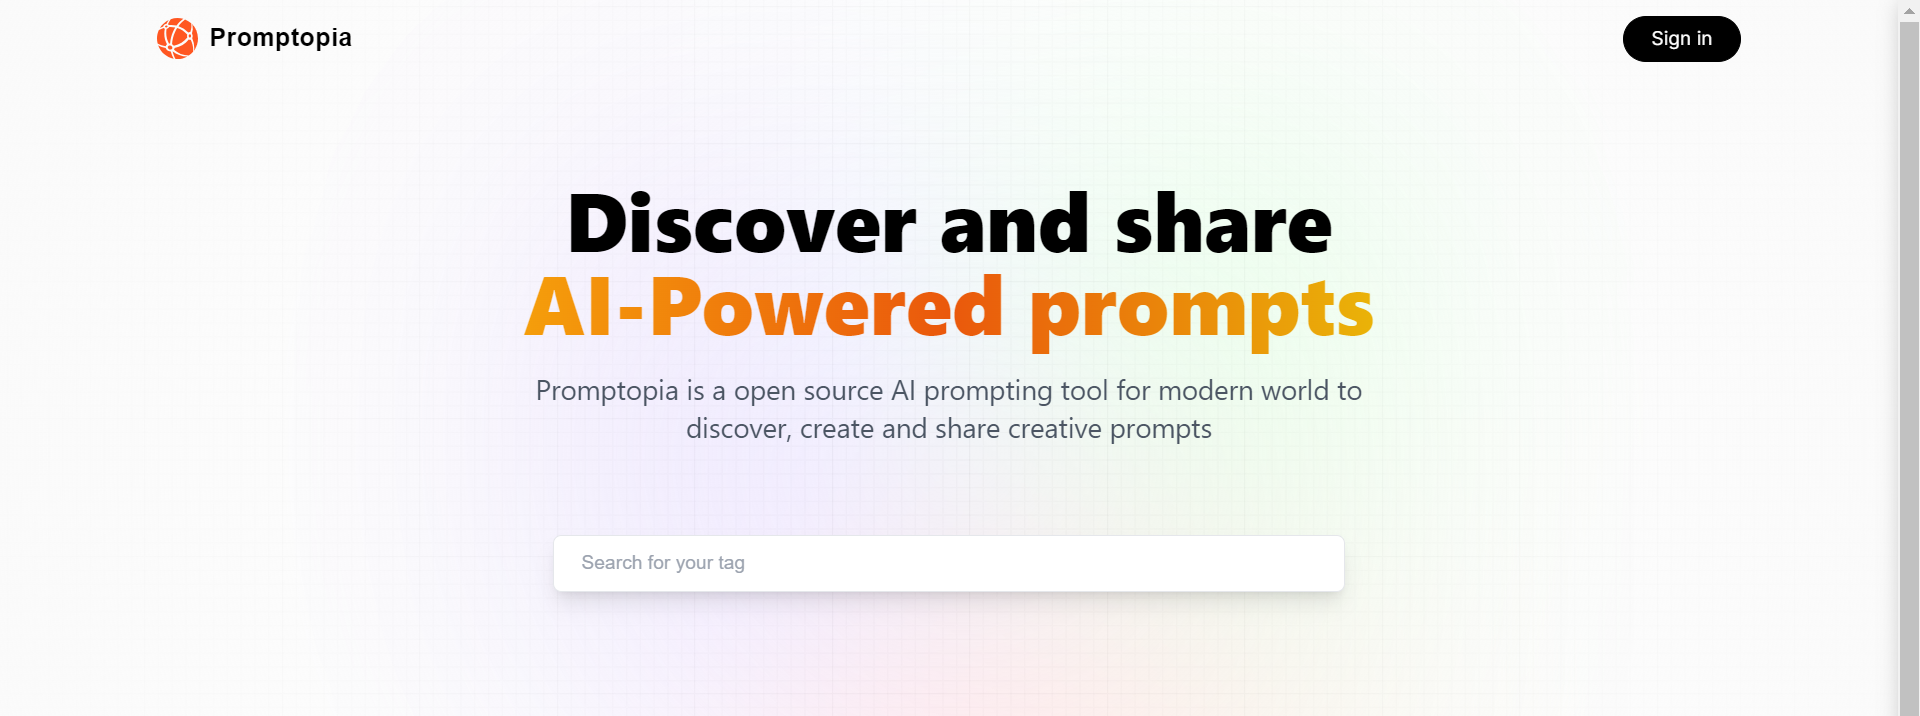 Promptopia
Sign in
Discover and share
AI-Powered prompts
Promptopia is a open source AI prompting tool for modern world to
discover, create and share creative prompts
Search for your tag